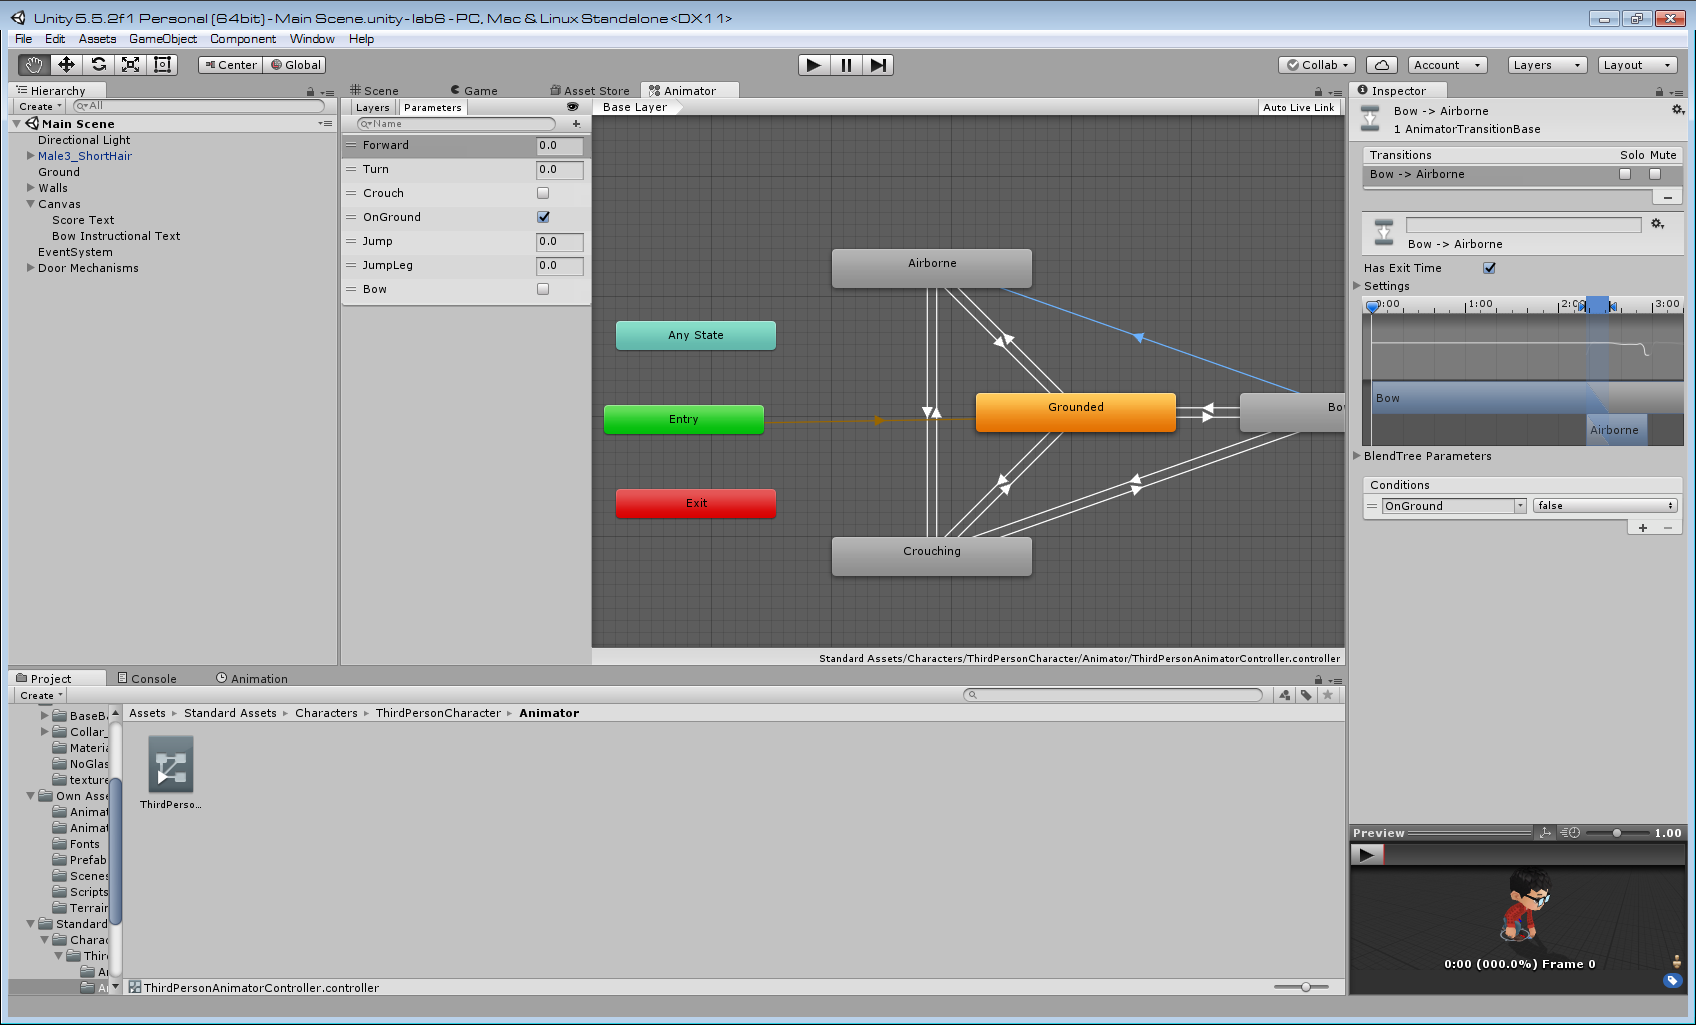 Unity 5.5.2f1 Personal (64bit) - Main Scene.unity - lab6 - PC, Mac & Linux Standalone <DX11>
File Edit Assets GameObject Component Window Help
Center Global Collab Account Layers Layout
Hierarchy
Create All
Main Scene
Directional Light
Male3_ShortHair
Ground
Walls
Canvas
Score Text
Bow Instructional Text
EventSystem
Door Mechanisms
Scene Game Asset Store Animator
Layers Parameters
Name
Forward 0.0
Turn 0.0
Crouch
OnGround
Jump 0.0
JumpLeg 0.0
Bow
Base Layer Auto Live Link
Airborne
Any State
Grounded
Bo
Entry
Exit
Crouching
Standard Assets/Characters/ThirdPersonCharacter/Animator/ThirdPersonAnimatorController.controller
Inspector
Bow -> Airborne
1 AnimatorTransitionBase
Transitions Solo Mute
Bow -> Airborne
Bow -> Airborne
Has Exit Time
Settings
0:00 1:00 2:00 3:00
Bow
Airborne
BlendTree Parameters
Conditions
OnGround false
Project Console Animation
Create
BaseBa
Collar_
Materia
NoGlas
texture
Own Asse
Animat
Animat
Fonts
Prefab
Scenes
Scripts
Terrain
Standard
Charac
Thir
Ar
Ar
Assets Standard Assets Characters ThirdPersonCharacter Animator
ThirdPerso...
ThirdPersonAnimatorController.controller
Preview 1.00
0:00 (000.0%) Frame 0